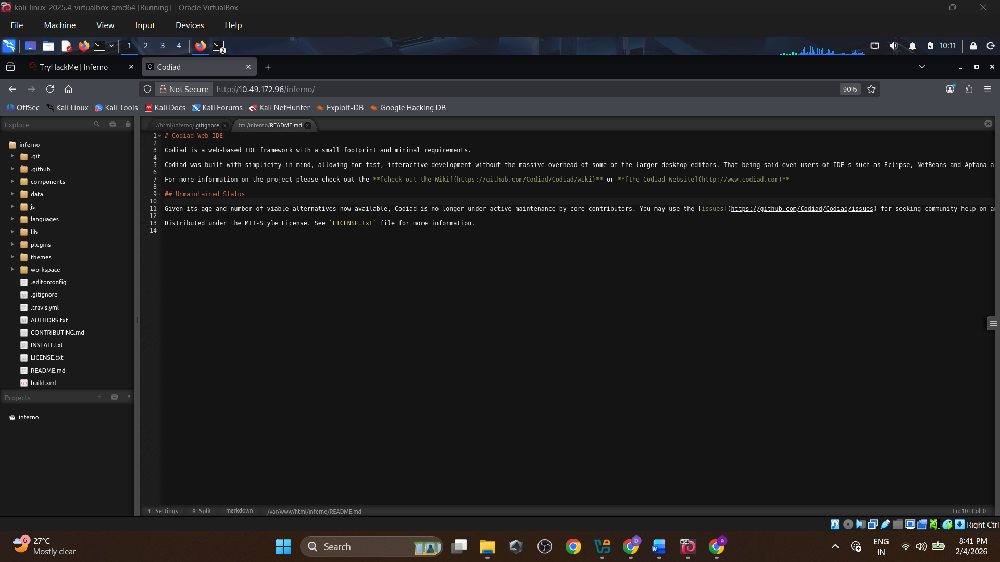 kali-linux-2025.4-virtualbox-amd64 [Running] - Oracle VirtualBox
File Machine View Input Devices Help
1 2 3 4 2 10:11
TryHackMe | Inferno Codiad
Not Secure http://10.49.172.96/inferno/ 90%
OffSec Kali Linux Kali Tools Kali Docs Kali Forums Kali NetHunter Exploit-DB Google Hacking DB
Explore
inferno
.git
.github
components
data
js
languages
lib
plugins
themes
workspace
.editorconfig
.gitignore
.travis.yml
AUTHORS.txt
CONTRIBUTING.md
INSTALL.txt
LICENSE.txt
README.md
build.xml
Projects
inferno
/html/inferno/.gitignore x tml/inferno/README.md x
1 # Codiad Web IDE
2
3 Codiad is a web-based IDE framework with a small footprint and minimal requirements.
4
5 Codiad was built with simplicity in mind, allowing for fast, interactive development without the massive overhead of some of the larger desktop editors. That being said even users of IDE's such as Eclipse, NetBeans and Aptana a
6
7 For more information on the project please check out the **[check out the Wiki](https://github.com/Codiad/Codiad/wiki)** or **[the Codiad Website](http://www.codiad.com)**
8
9 ## Unmaintained Status
10
11 Given its age and number of viable alternatives now available, Codiad is no longer under active maintenance by core contributors. You may use the [issues](https://github.com/Codiad/Codiad/issues) for seeking community help on a
12
13 Distributed under the MIT-Style License. See `LICENSE.txt` file for more information.
14
Settings Split markdown /var/www/html/inferno/README.md Ln: 10 · Col: 0
Right Ctrl
6 27°C
Mostly clear
Search
D
W
x64
a
ENG
IN
8:41 PM
2/4/2026